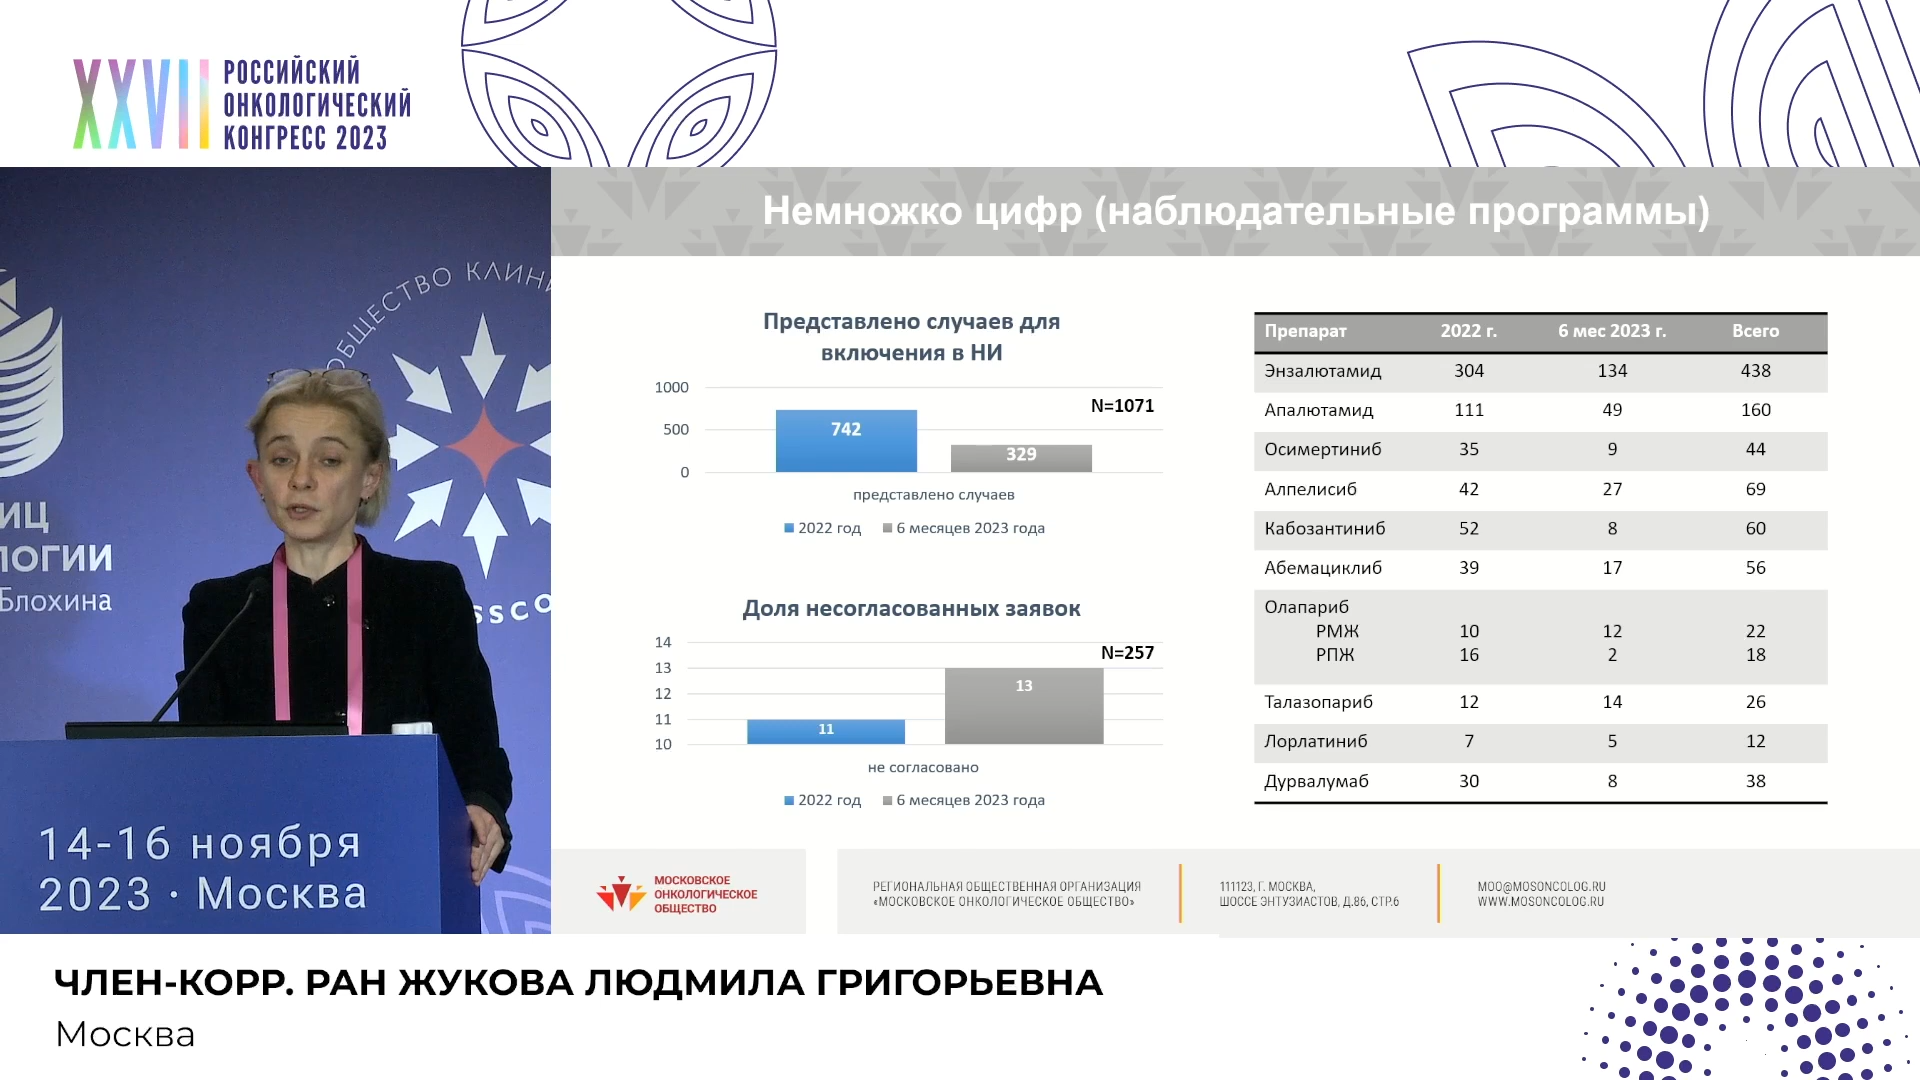 XXVII
РОССИЙСКИЙ
ОНКОЛОГИЧЕСКИЙ
КОНГРЕСС 2023
Немножко цифр (наблюдательные программы)
ОБЩЕСТВО КЛИНИ
ИЦ
ЛОГИИ
Блохина
SSCO
14-16 ноября
2023 · Москва
Представлено случаев для
включения в НИ
1000
500
0
N=1071
742
329
представлено случаев
2022 год 6 месяцев 2023 года
Доля несогласованных заявок
14
13
12
11
10
N=257
11
13
не согласовано
2022 год 6 месяцев 2023 года
Препарат 2022 г. 6 мес 2023 г. Всего
Энзалютамид 304 134 438
Апалютамид 111 49 160
Осимертиниб 35 9 44
Алпелисиб 42 27 69
Кабозантиниб 52 8 60
Абемациклиб 39 17 56
Олапариб
РМЖ 10 12 22
РПЖ 16 2 18
Талазопариб 12 14 26
Лорлатиниб 7 5 12
Дурвалумаб 30 8 38
МОСКОВСКОЕ
ОНКОЛОГИЧЕСКОЕ
ОБЩЕСТВО
РЕГИОНАЛЬНАЯ ОБЩЕСТВЕННАЯ ОРГАНИЗАЦИЯ
«МОСКОВСКОЕ ОНКОЛОГИЧЕСКОЕ ОБЩЕСТВО»
111123, Г. МОСКВА,
ШОССЕ ЭНТУЗИАСТОВ, Д.86, СТР.6
MOO@MOSONCOLOG.RU
WWW.MOSONCOLOG.RU
ЧЛЕН-КОРР. РАН ЖУКОВА ЛЮДМИЛА ГРИГОРЬЕВНА
Москва